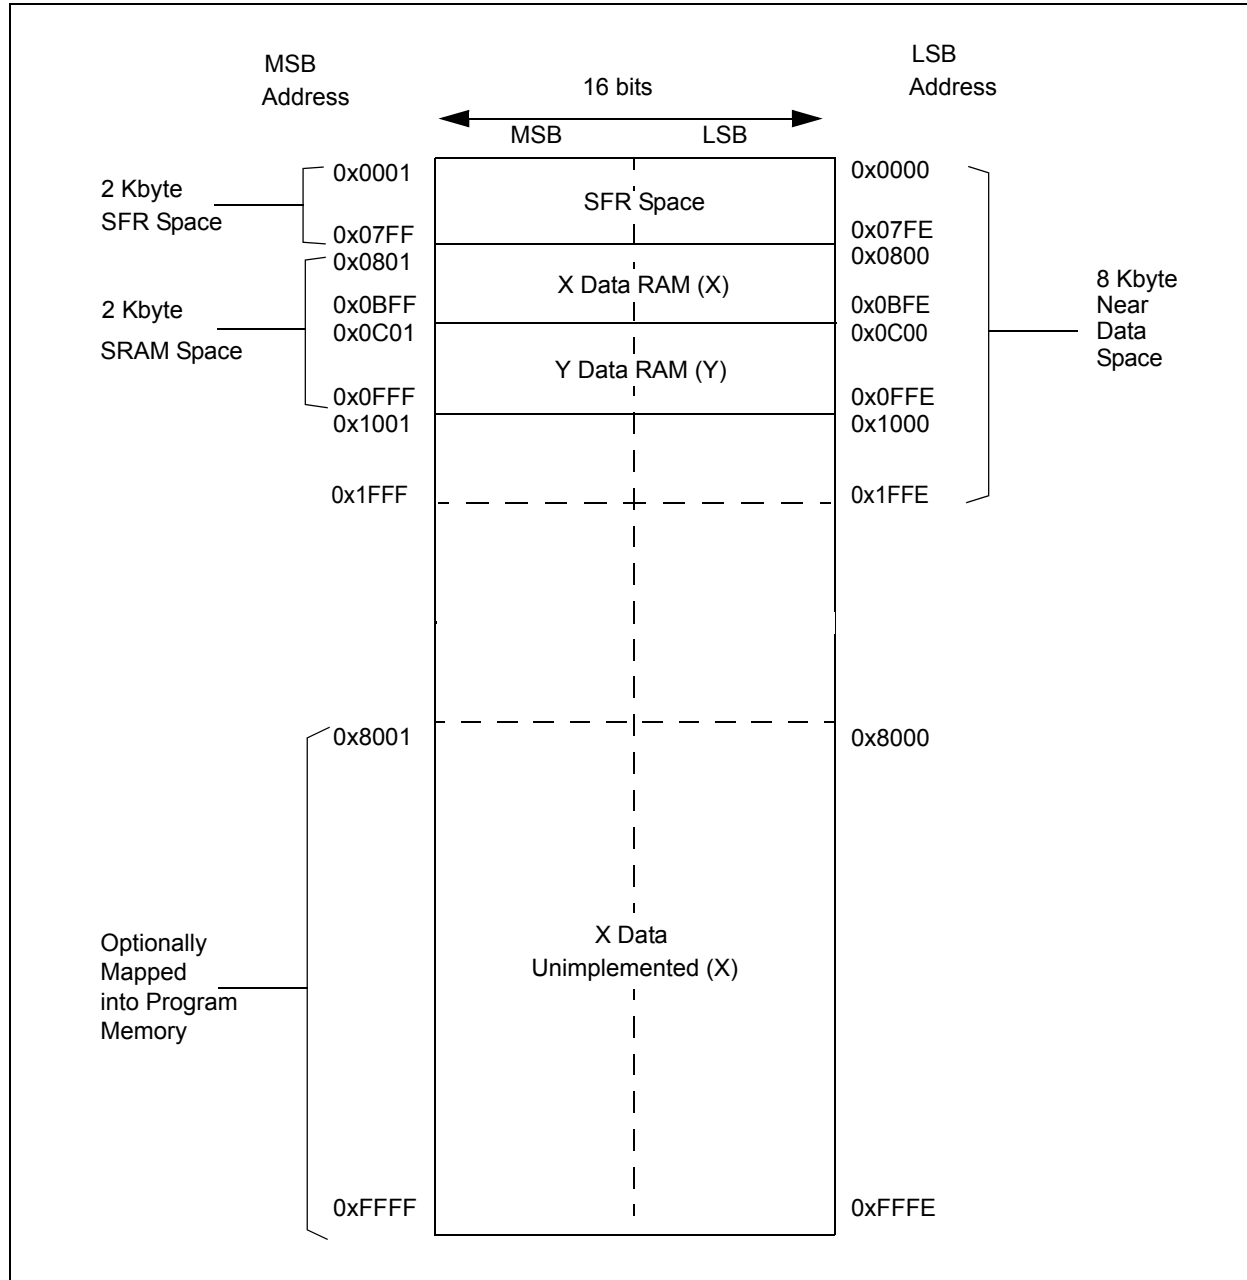 MSB
Address
LSB
Address
16 bits
MSB
LSB
2 Kbyte
SFR Space
0x0001
0x07FF
SFR Space
0x0000
0x07FE
2 Kbyte
SRAM Space
0x0801
0x0BFF
0x0C01
0x0FFF
X Data RAM (X)
Y Data RAM (Y)
0x0800
0x0BFE
0x0C00
0x0FFE
8 Kbyte
Near
Data
Space
0x1001
0x1000
0x1FFF
0x1FFE
0x8001
0x8000
Optionally
Mapped
into Program
Memory
X Data
Unimplemented (X)
0xFFFF
0xFFFE